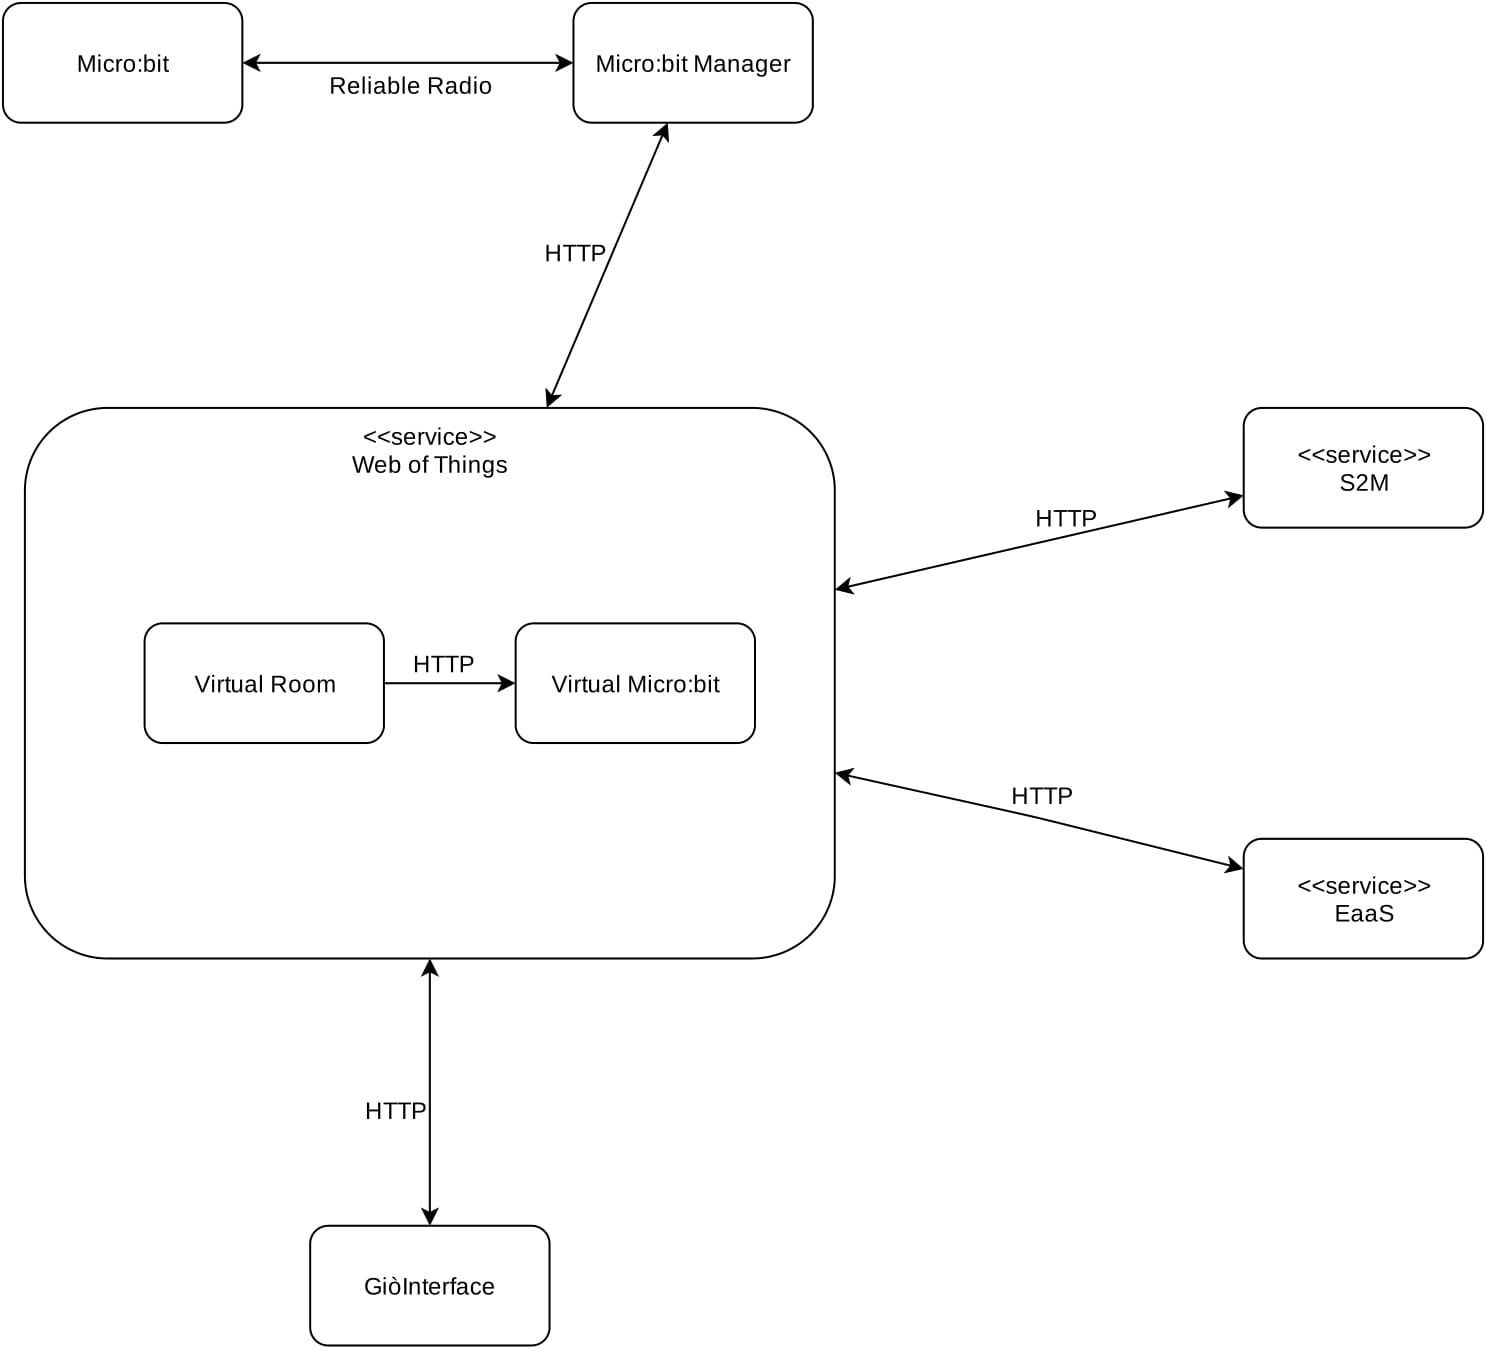 Micro:bit
Reliable Radio
Micro:bit Manager
HTTP
<<service>>
Web of Things
Virtual Room
HTTP
Virtual Micro:bit
HTTP
<<service>>
S2M
HTTP
<<service>>
EaaS
HTTP
GiòInterface